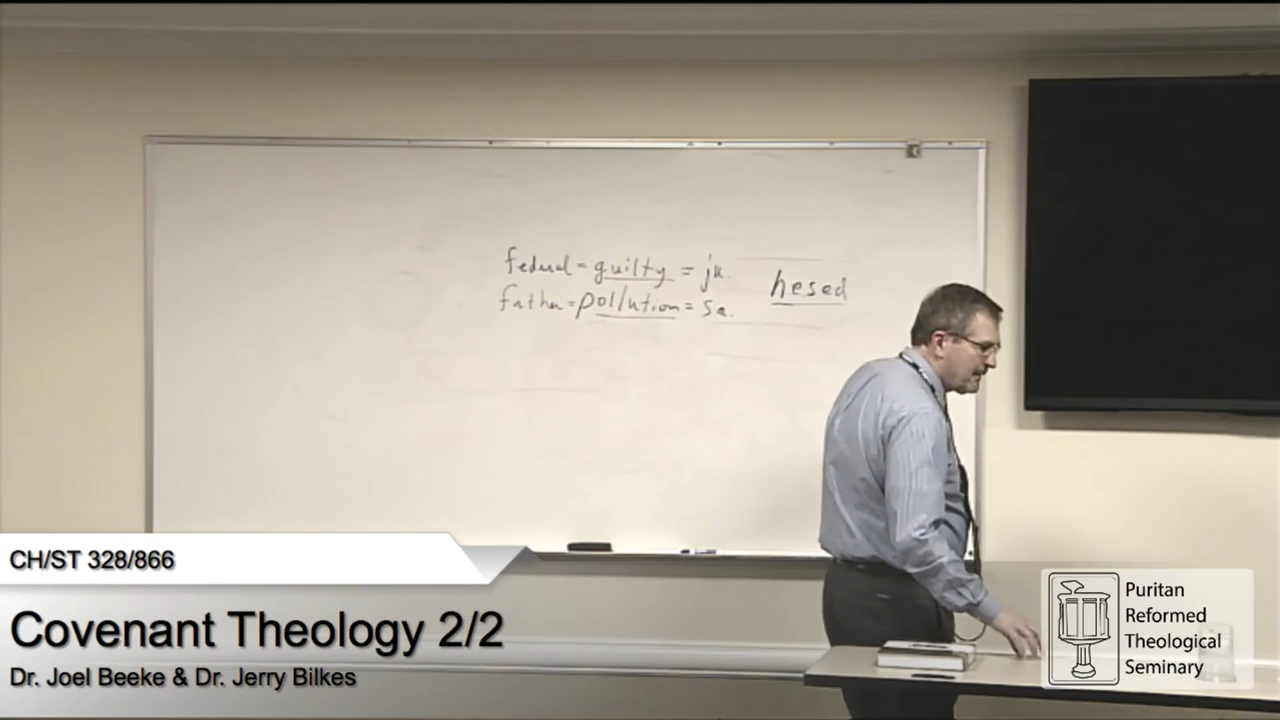 federal = guilty = ju.
father = pollution = sa.
hesed
CH/ST 328/866
Covenant Theology 2/2
Dr. Joel Beeke & Dr. Jerry Bilkes
Puritan
Reformed
Theological
Seminary